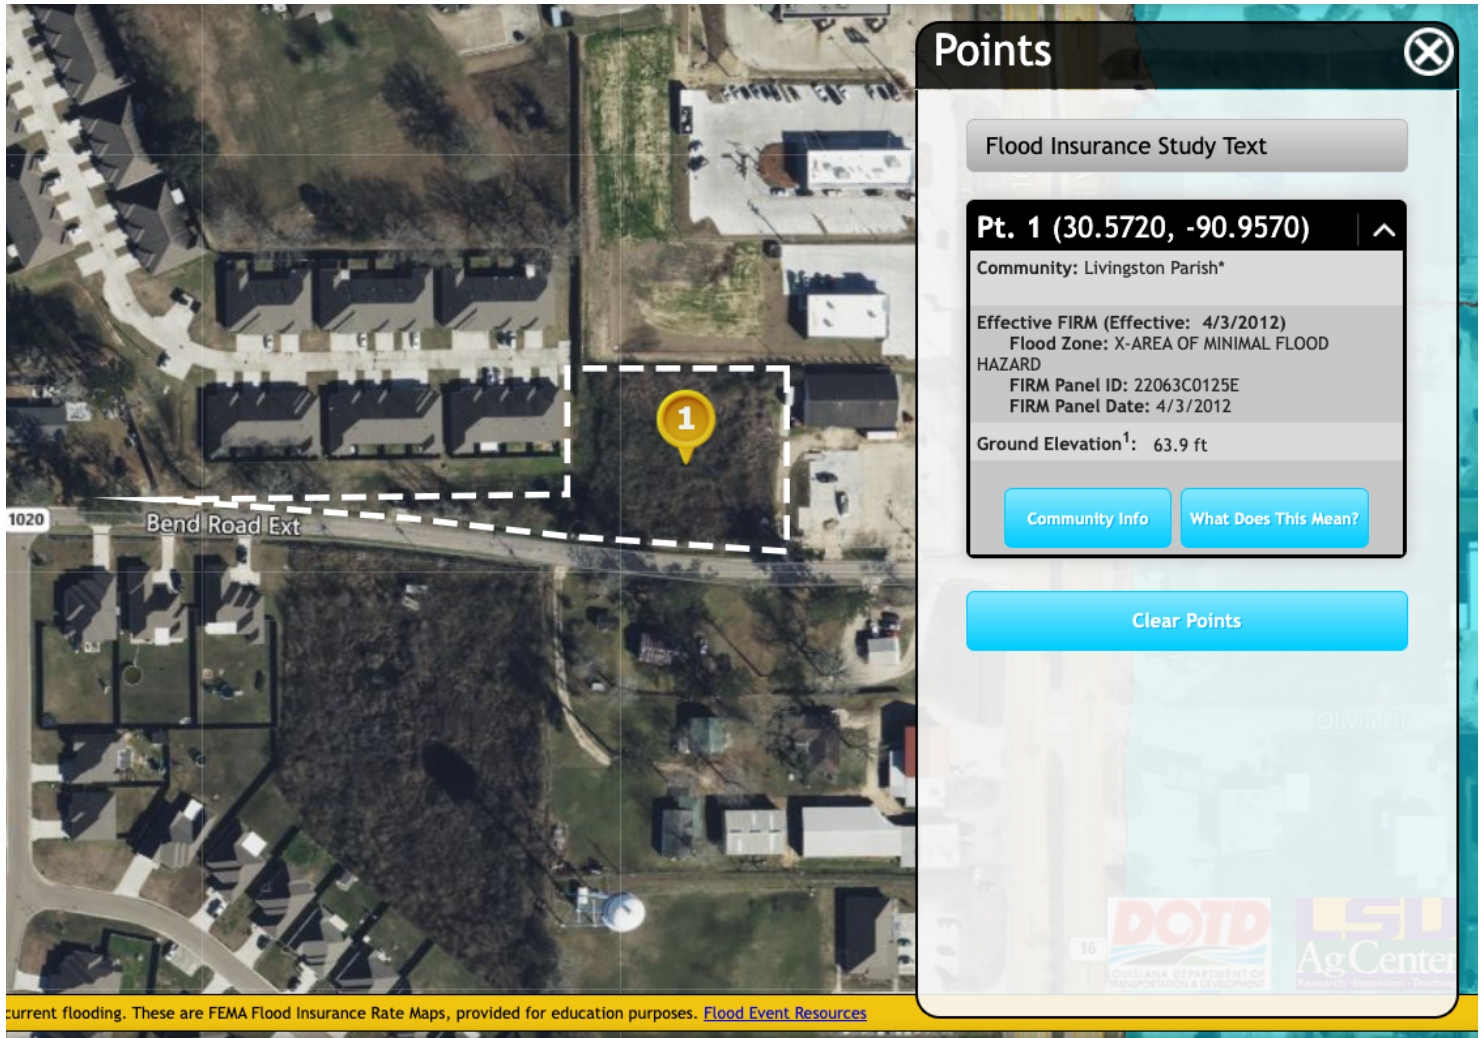 Points
Flood Insurance Study Text
Pt. 1 (30.5720, -90.9570)
Community: Livingston Parish*
Effective FIRM (Effective:  4/3/2012)
Flood Zone: X-AREA OF MINIMAL FLOOD
HAZARD
FIRM Panel ID: 22063C0125E
FIRM Panel Date: 4/3/2012
Ground Elevation1:  63.9 ft
Community Info
What Does This Mean?
Clear Points
1
1020
Bend Road Ext
Olivia Dr
16
DOTD
LOUISIANA DEPARTMENT OF
TRANSPORTATION & DEVELOPMENT
LSU
AgCenter
Research · Extension · Teaching
current flooding. These are FEMA Flood Insurance Rate Maps, provided for education purposes. Flood Event Resources